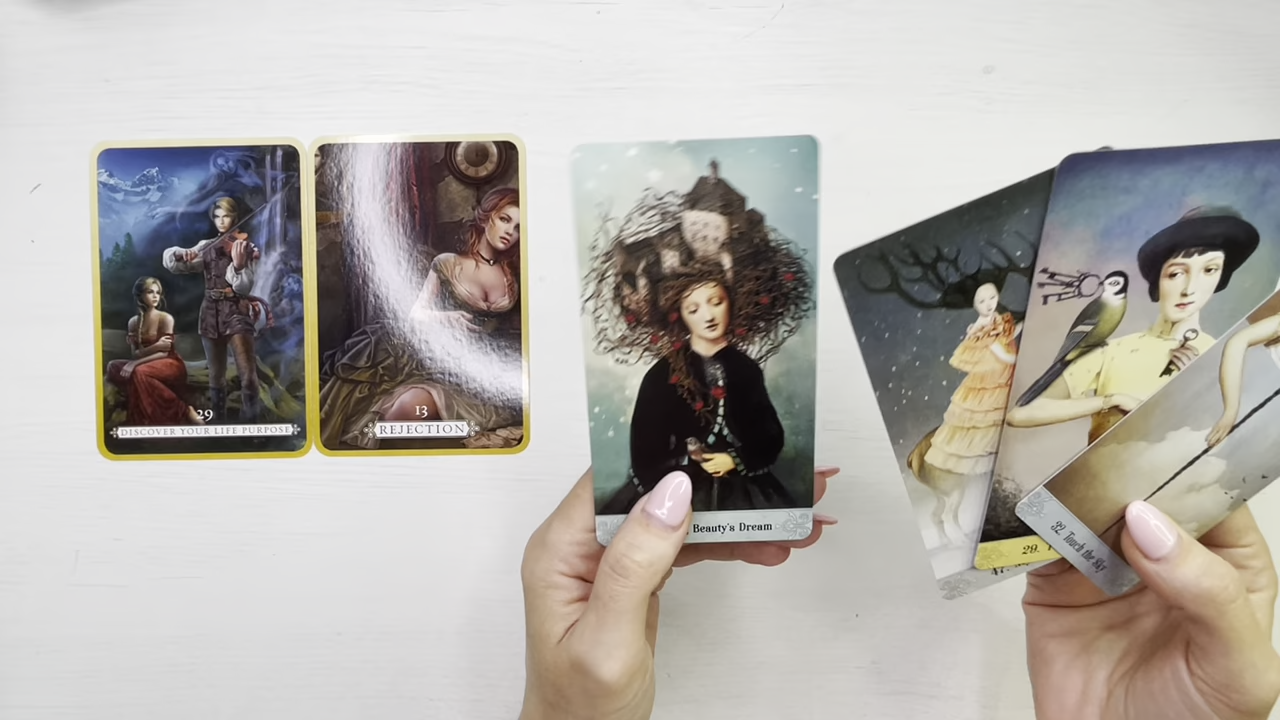 29
DISCOVER YOUR LIFE PURPOSE
13
REJECTION
Beauty's Dream
29.
32. Touch the Sky